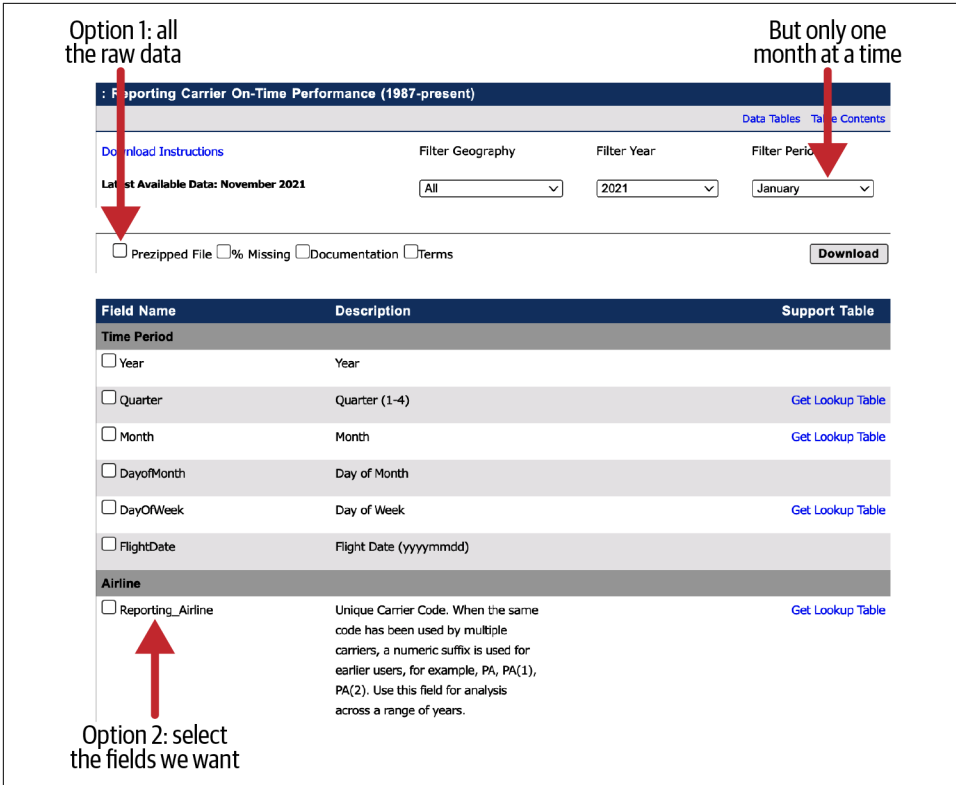 Option 1: all
the raw data
But only one
month at a time
: Reporting Carrier On-Time Performance (1987-present)
Data Tables Table Contents
Download Instructions Filter Geography Filter Year Filter Period
Latest Available Data: November 2021 All 2021 January
Prezipped File % Missing Documentation Terms Download
Field Name Description Support Table
Time Period
Year Year
Quarter Quarter (1-4) Get Lookup Table
Month Month Get Lookup Table
DayofMonth Day of Month
DayOfWeek Day of Week Get Lookup Table
FlightDate Flight Date (yyyymmdd)
Airline
Reporting_Airline Unique Carrier Code. When the same Get Lookup Table
code has been used by multiple
carriers, a numeric suffix is used for
earlier users, for example, PA, PA(1),
PA(2). Use this field for analysis
across a range of years.
Option 2: select
the fields we want